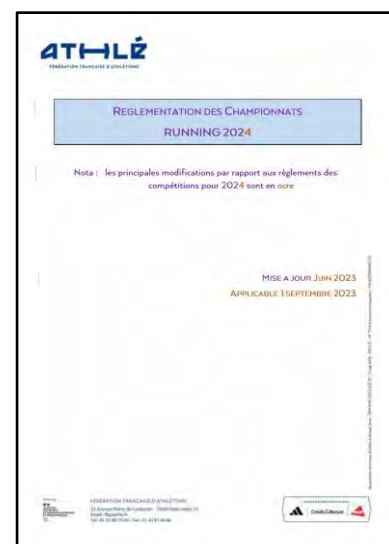 ATHLÉ
FÉDÉRATION FRANÇAISE D'ATHLÉTISME
REGLEMENTATION DES CHAMPIONNATS
RUNNING 2024
Nota : les principales modifications par rapport aux règlements des
compétitions pour 2024 sont en ocre
MISE A JOUR JUIN 2023
APPLICABLE 1 SEPTEMBRE 2023
FÉDÉRATION FRANÇAISE D'ATHLÉTISME
Crédit Mutuel